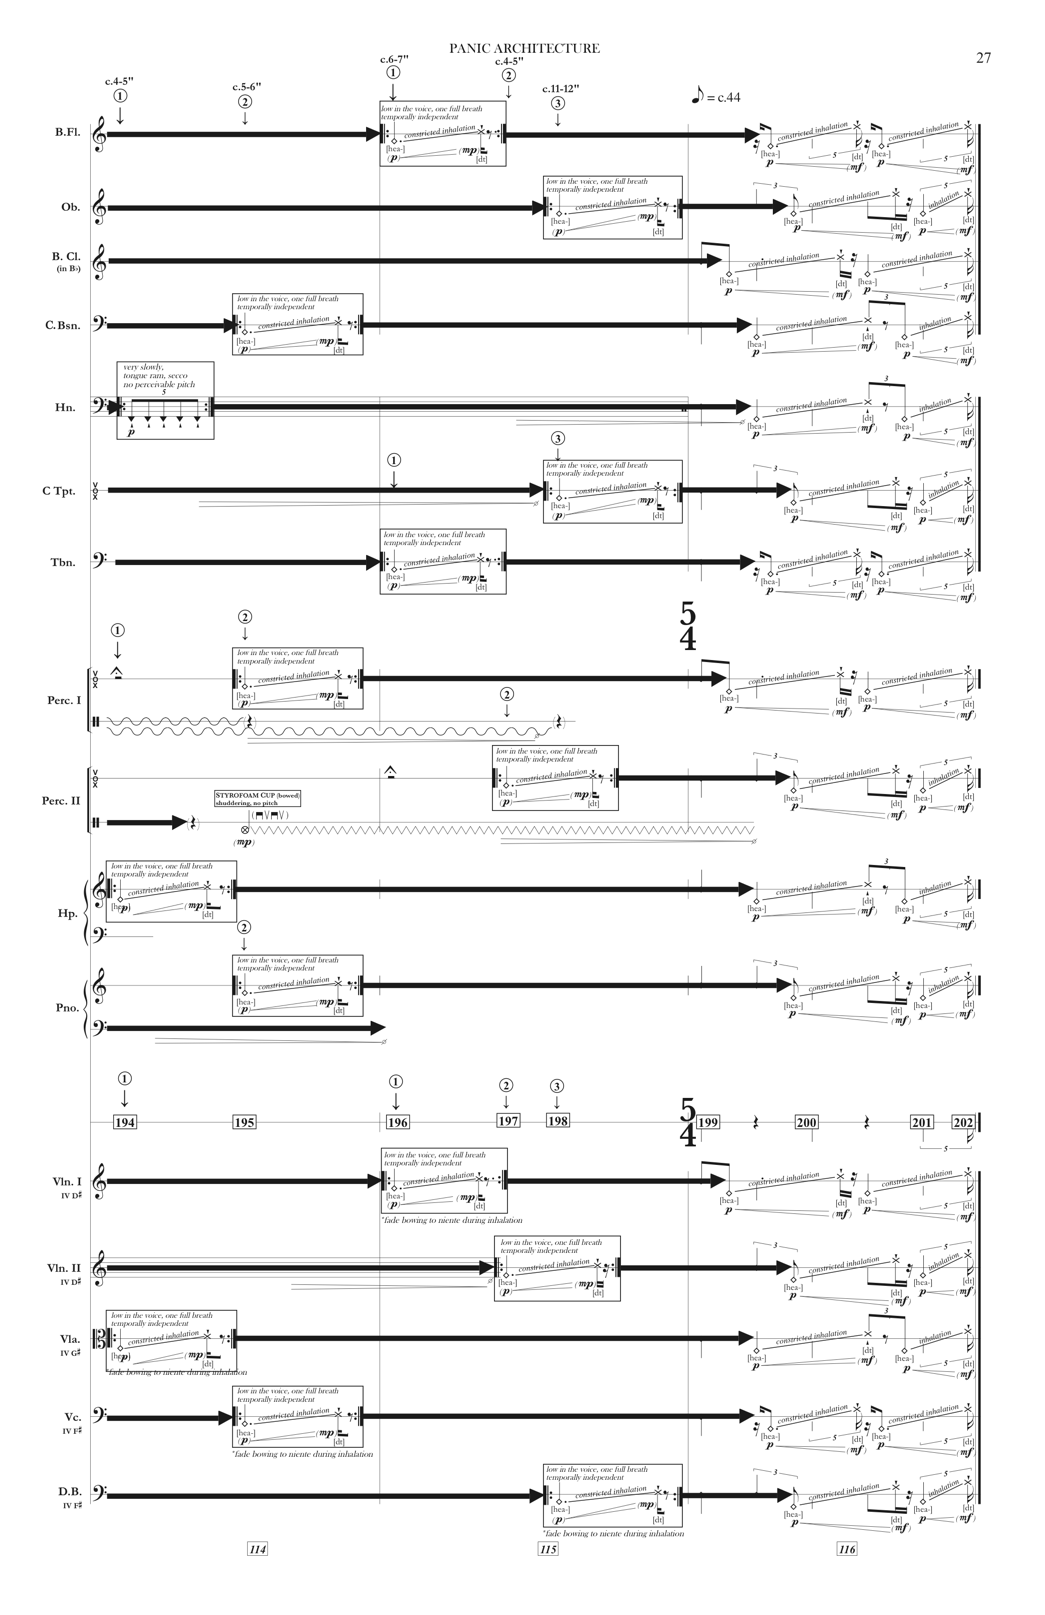 PANIC ARCHITECTURE
27
c.4-5" 1
c.5-6" 2
c.6-7" 1
c.4-5" 2
c.11-12" 3
♪ = c.44
B.Fl.
low in the voice, one full breath
temporally independent
constricted inhalation
[hea-] [dt]
(p) (mp)
constricted inhalation constricted inhalation
[hea-] 5 [dt] [hea-] 5 [dt]
p (mf) p (mf)
Ob.
low in the voice, one full breath
temporally independent
constricted inhalation
[hea-] [dt]
(p) (mp)
3 5
constricted inhalation inhalation
[hea-] [dt] [hea-] [dt]
p (mf) p (mf)
B. Cl.
(in B♭)
constricted inhalation constricted inhalation
[hea-] [dt] [hea-] 5 [dt]
p (mf) p (mf)
C.Bsn.
low in the voice, one full breath
temporally independent
constricted inhalation
[hea-] [dt]
(p) (mp)
3
constricted inhalation
[hea-] [dt] [hea-] 5 [dt]
p (mf) p (mf)
Hn.
very slowly,
tongue ram, secco
no perceivable pitch
5
p
3
constricted inhalation
[hea-] [dt] [hea-] 5 [dt]
p (mf) p (mf)
1
3
C Tpt.
VOX
low in the voice, one full breath
temporally independent
constricted inhalation
[hea-] [dt]
(p) (mp)
3 5
constricted inhalation inhalation
[hea-] [dt] [hea-] [dt]
p (mf) p (mf)
Tbn.
low in the voice, one full breath
temporally independent
constricted inhalation
[hea-] [dt]
(p) (mp)
constricted inhalation constricted inhalation
[hea-] 5 [dt] [hea-] 5 [dt]
p (mf) p (mf)
5
4
1
2
Perc. I
VOX
low in the voice, one full breath
temporally independent
constricted inhalation
[hea-] [dt]
(p) (mp)
2
constricted inhalation constricted inhalation
[hea-] [dt] [hea-] 5 [dt]
p (mf) p (mf)
Perc. II
VOX
low in the voice, one full breath
temporally independent
constricted inhalation
[hea-] [dt]
(p) (mp)
STYROFOAM CUP (bowed)
shuddering, no pitch
(mp)
3 5
constricted inhalation inhalation
[hea-] [dt] [hea-] [dt]
p (mf) p (mf)
Hp.
low in the voice, one full breath
temporally independent
constricted inhalation
[hea-] [dt]
(p) (mp)
3
constricted inhalation
[hea-] [dt] [hea-] 5 [dt]
p (mf) p (mf)
2
Pno.
low in the voice, one full breath
temporally independent
constricted inhalation
[hea-] [dt]
(p) (mp)
3 5
constricted inhalation inhalation
[hea-] [dt] [hea-] [dt]
p (mf) p (mf)
1
1
2
3
5
4
194 195 196 197 198 199 200 201 202
5
Vln. I
IV D♯
low in the voice, one full breath
temporally independent
constricted inhalation
[hea-] [dt]
(p) (mp)
*fade bowing to niente during inhalation
constricted inhalation constricted inhalation
[hea-] [dt] [hea-] 5 [dt]
p (mf) p (mf)
Vln. II
IV D♯
low in the voice, one full breath
temporally independent
constricted inhalation
[hea-] [dt]
(p) (mp)
3 5
constricted inhalation inhalation
[hea-] [dt] [hea-] [dt]
p (mf) p (mf)
Vla.
IV G♯
low in the voice, one full breath
temporally independent
constricted inhalation
[hea-] [dt]
(p) (mp)
*fade bowing to niente during inhalation
3
constricted inhalation
[hea-] [dt] [hea-] 5 [dt]
p (mf) p (mf)
Vc.
IV F♯
low in the voice, one full breath
temporally independent
constricted inhalation
[hea-] [dt]
(p) (mp)
*fade bowing to niente during inhalation
constricted inhalation constricted inhalation
[hea-] 5 [dt] [hea-] 5 [dt]
p (mf) p (mf)
D.B.
IV F♯
low in the voice, one full breath
temporally independent
constricted inhalation
[hea-] [dt]
(p) (mp)
*fade bowing to niente during inhalation
3 5
constricted inhalation inhalation
[hea-] [dt] [hea-] [dt]
p (mf) p (mf)
114 115 116